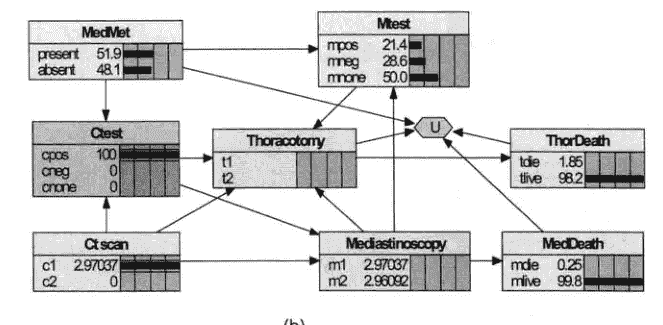 MedMet
present 51.9
absent 48.1
Mtest
mpos 21.4
mneg 28.6
mnone 50.0
Ctest
cpos 100
cneg 0
cnone 0
Thoracotomy
t1
t2
U
ThorDeath
tdie 1.85
tlive 98.2
Ct scan
c1 2.97037
c2 0
Mediastinoscopy
m1 2.97037
m2 2.96092
MedDeath
mdie 0.25
mlive 99.8